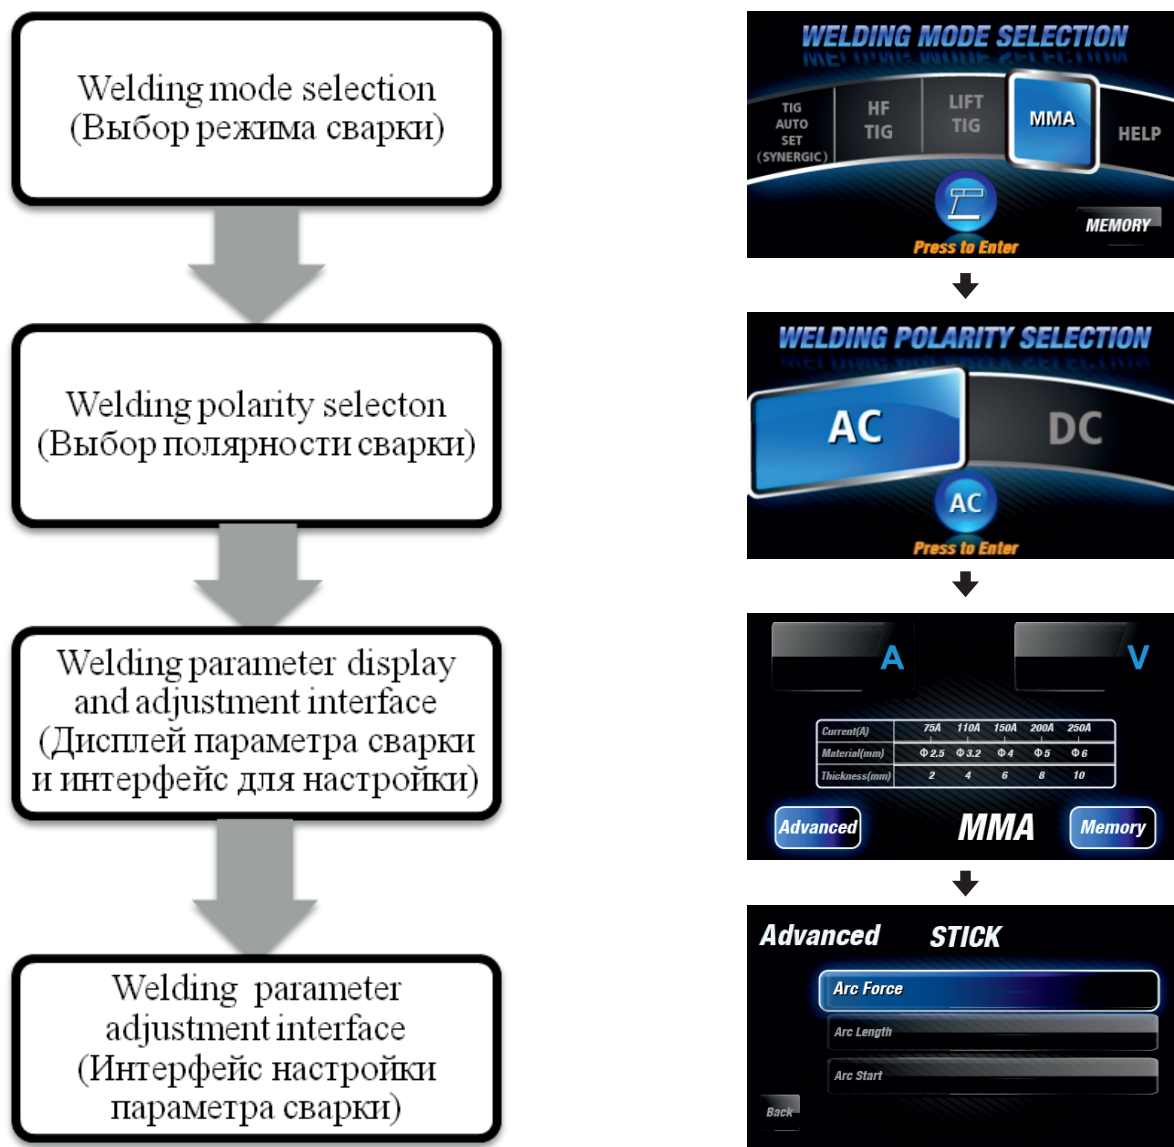 Welding mode selection
(Выбор режима сварки)
Welding polarity selecton
(Выбор полярности сварки)
Welding parameter display
and adjustment interface
(Дисплей параметра сварки
и интерфейс для настройки)
Welding parameter
adjustment interface
(Интерфейс настройки
параметра сварки)
WELDING MODE SELECTION
TIG
AUTO
SET
(SYNERGIC)
HF
TIG
LIFT
TIG
MMA
HELP
MEMORY
Press to Enter
WELDING POLARITY SELECTION
AC
DC
AC
Press to Enter
A
V
Current(A) 75A 110A 150A 200A 250A
Material(mm) Φ2.5 Φ3.2 Φ4 Φ5 Φ6
Thickness(mm) 2 4 6 8 10
Advanced
MMA
Memory
Advanced STICK
Arc Force
Arc Length
Arc Start
Back